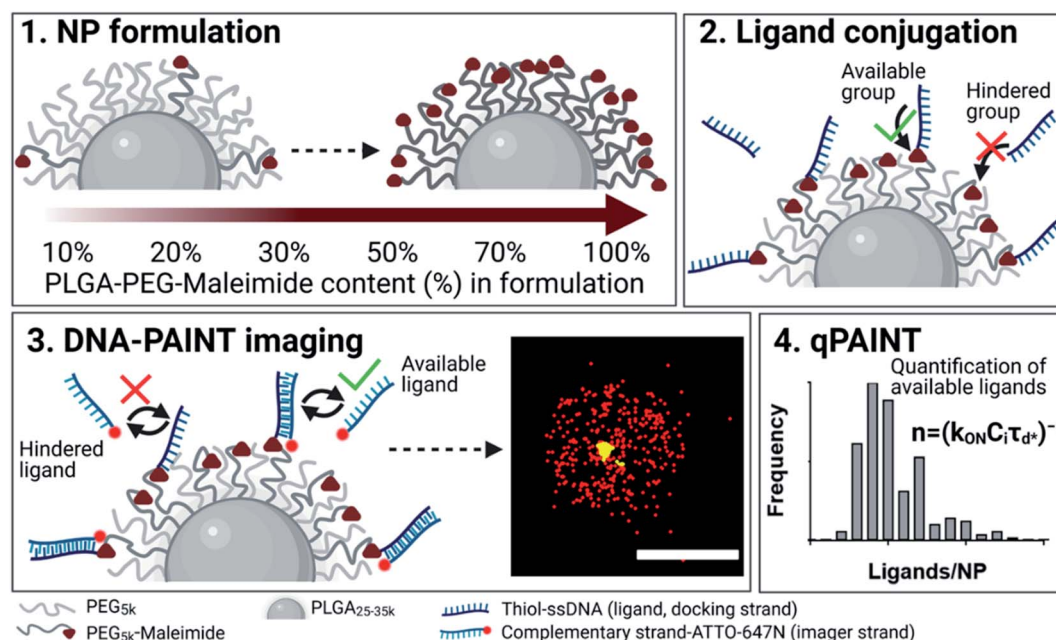 1. NP formulation
10% 20% 30% 50% 70% 100%
PLGA-PEG-Maleimide content (%) in formulation
2. Ligand conjugation
Available
group
Hindered
group
3. DNA-PAINT imaging
Available
ligand
Hindered
ligand
4. qPAINT
Quantification of
available ligands
n=(kONCiτd*)⁻
Frequency
Ligands/NP
PEG5k
PEG5k-Maleimide
PLGA25-35k
Thiol-ssDNA (ligand, docking strand)
Complementary strand-ATTO-647N (imager strand)